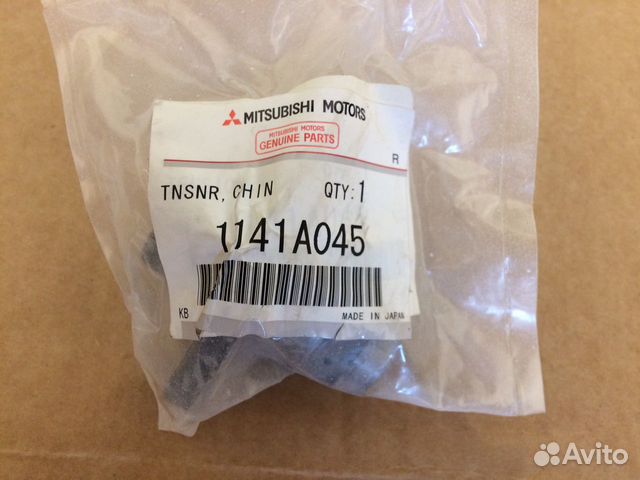 MITSUBISHI MOTORS
MITSUBISHI MOTORS
GENUINE PARTS
R
TNSNR, CHIN QTY:1
1141A045
KB MADE IN JAPAN
Avito